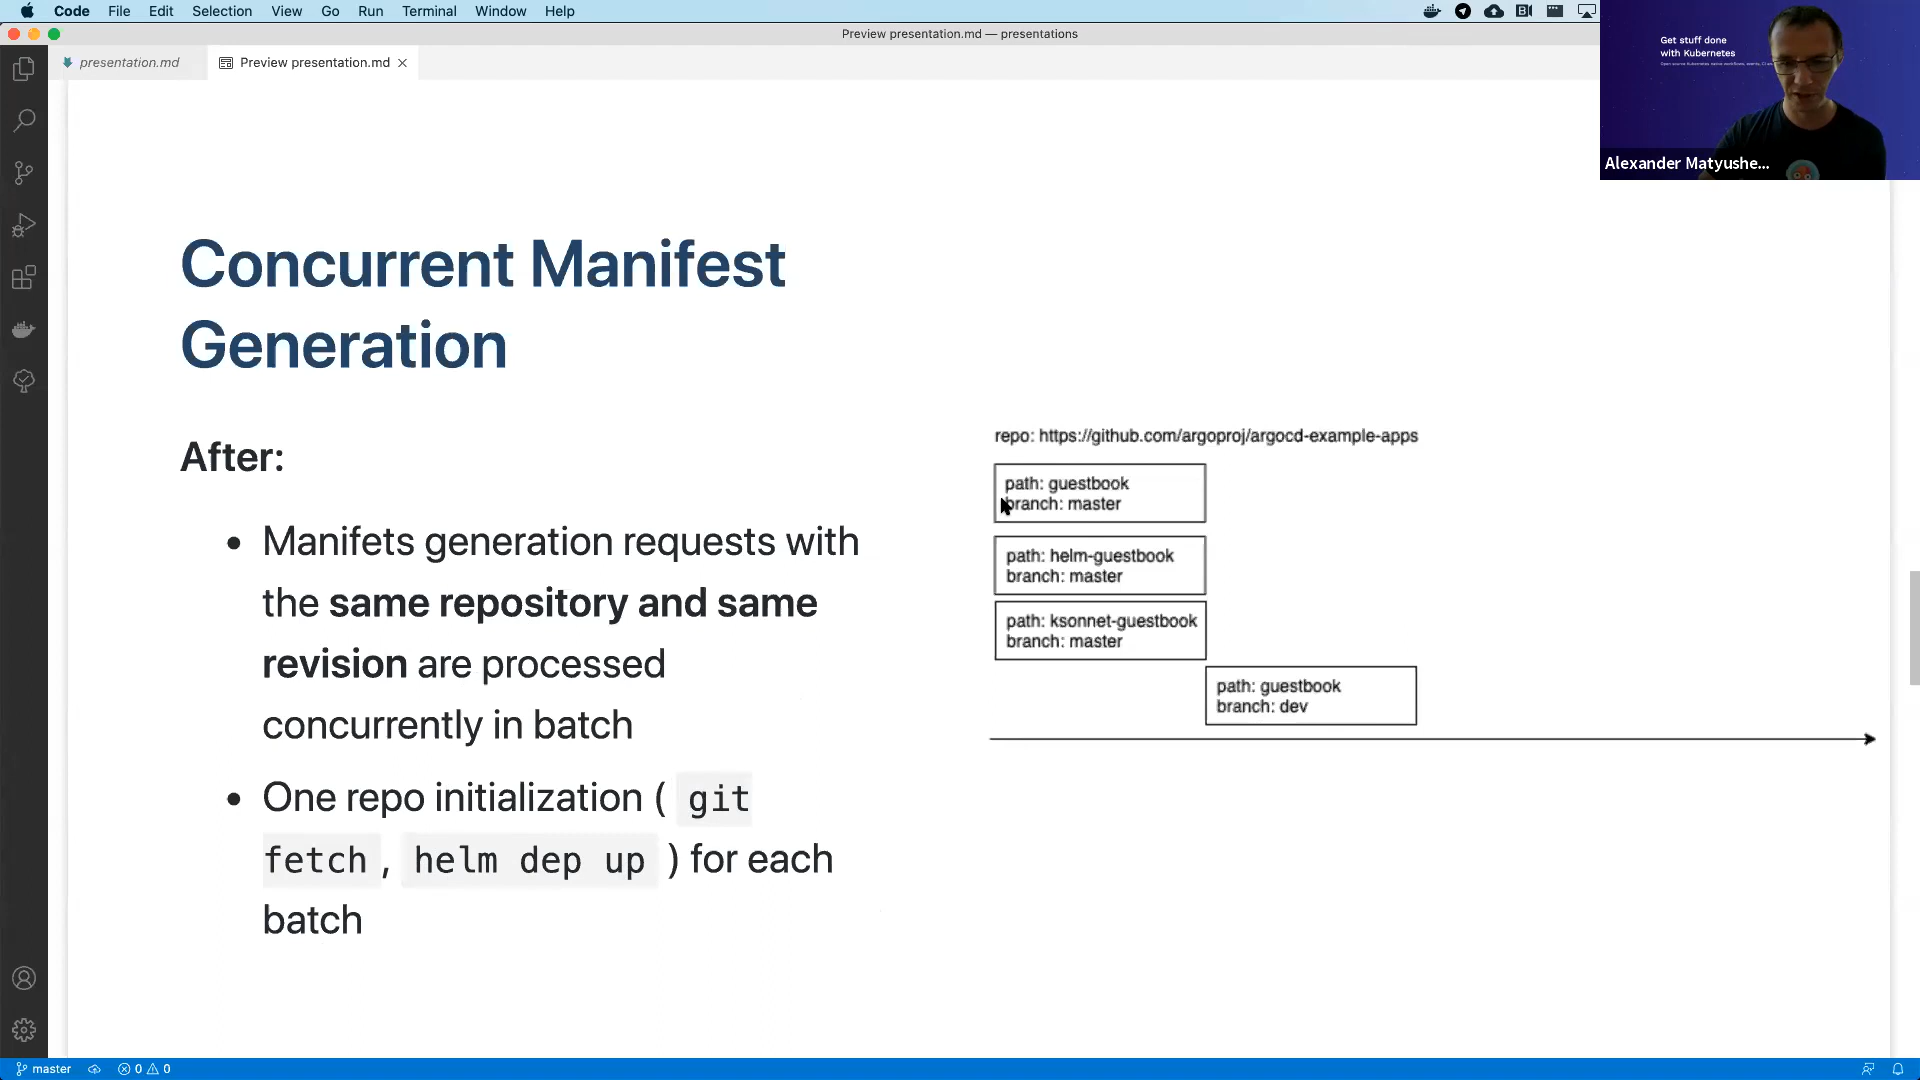 Code File Edit Selection View Go Run Terminal Window Help
Preview presentation.md — presentations
presentation.md
Preview presentation.md
Get stuff done
with Kubernetes
Alexander Matyushe...
Concurrent Manifest
Generation
After:
• Manifets generation requests with
the same repository and same
revision are processed
concurrently in batch
• One repo initialization ( git
fetch , helm dep up ) for each
batch
repo: https://github.com/argoproj/argocd-example-apps
path: guestbook
branch: master
path: helm-guestbook
branch: master
path: ksonnet-guestbook
branch: master
path: guestbook
branch: dev
master 0 0